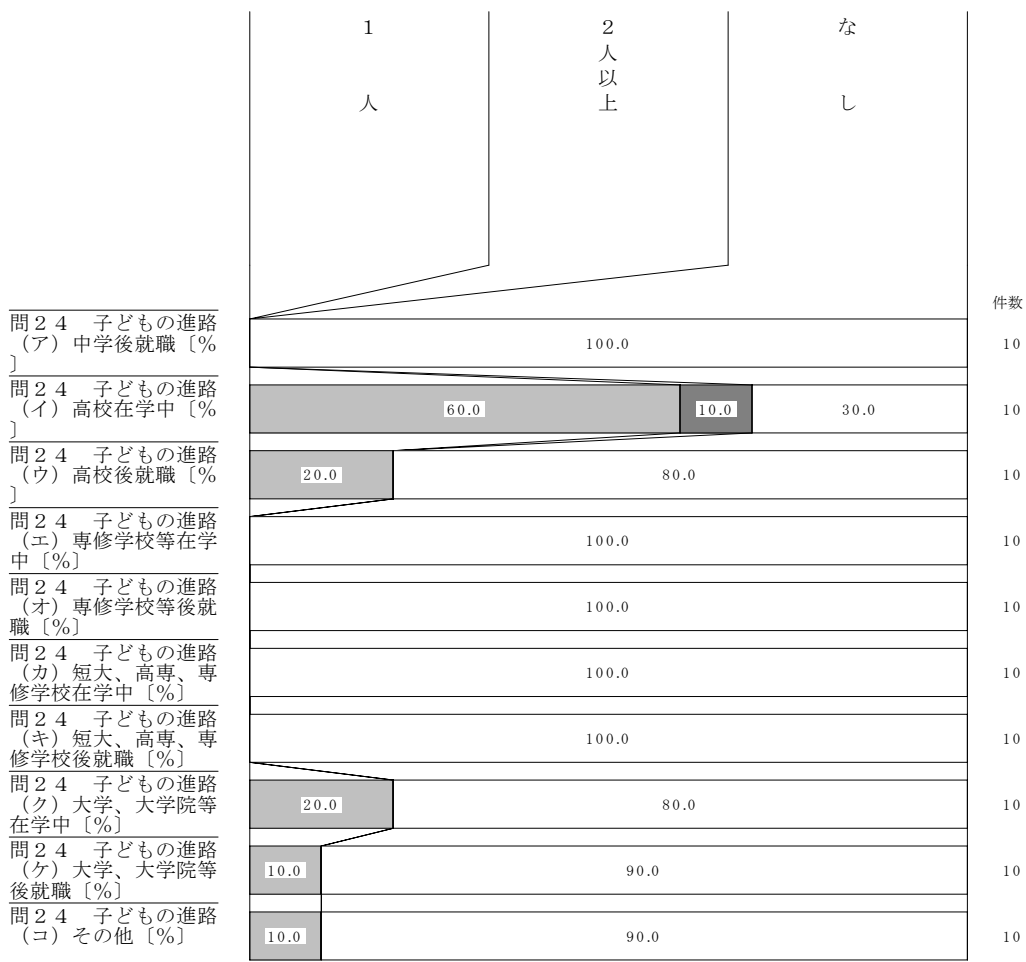 1人
2人以上
なし
件数
問２４　子どもの進路
（ア）中学後就職〔%
〕
100.0
10
問２４　子どもの進路
（イ）高校在学中〔%
〕
60.0
10.0
30.0
10
問２４　子どもの進路
（ウ）高校後就職〔%
〕
20.0
80.0
10
問２４　子どもの進路
（エ）専修学校等在学
中〔%〕
100.0
10
問２４　子どもの進路
（オ）専修学校等後就
職〔%〕
100.0
10
問２４　子どもの進路
（カ）短大、高専、専
修学校在学中〔%〕
100.0
10
問２４　子どもの進路
（キ）短大、高専、専
修学校後就職〔%〕
100.0
10
問２４　子どもの進路
（ク）大学、大学院等
在学中〔%〕
20.0
80.0
10
問２４　子どもの進路
（ケ）大学、大学院等
後就職〔%〕
10.0
90.0
10
問２４　子どもの進路
（コ）その他〔%〕
10.0
90.0
10